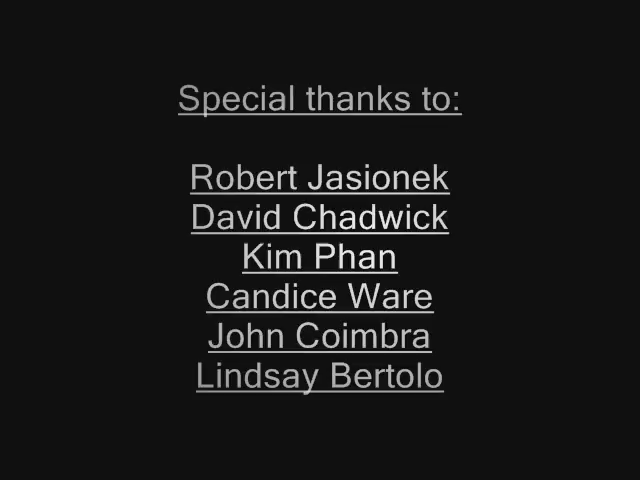 Special thanks to:
Robert Jasionek
David Chadwick
Kim Phan
Candice Ware
John Coimbra
Lindsay Bertolo